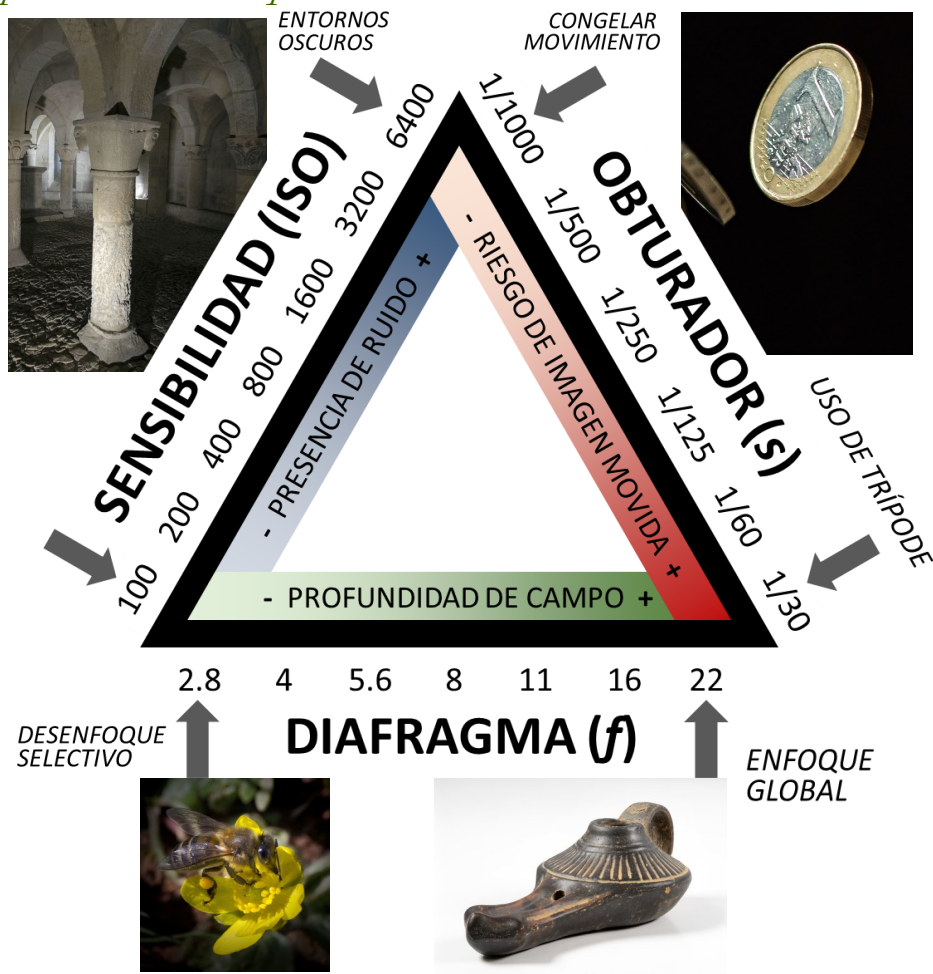 ENTORNOS
OSCUROS
CONGELAR
MOVIMIENTO
SENSIBILIDAD (ISO)
6400
3200
1600
800
400
200
100
- PRESENCIA DE RUIDO +
OBTURADOR (s)
1/1000
1/500
1/250
1/125
1/60
1/30
- RIESGO DE IMAGEN MOVIDA +
USO DE TRÍPODE
- PROFUNDIDAD DE CAMPO +
2.8 4 5.6 8 11 16 22
DIAFRAGMA (f)
DESENFOQUE
SELECTIVO
ENFOQUE
GLOBAL